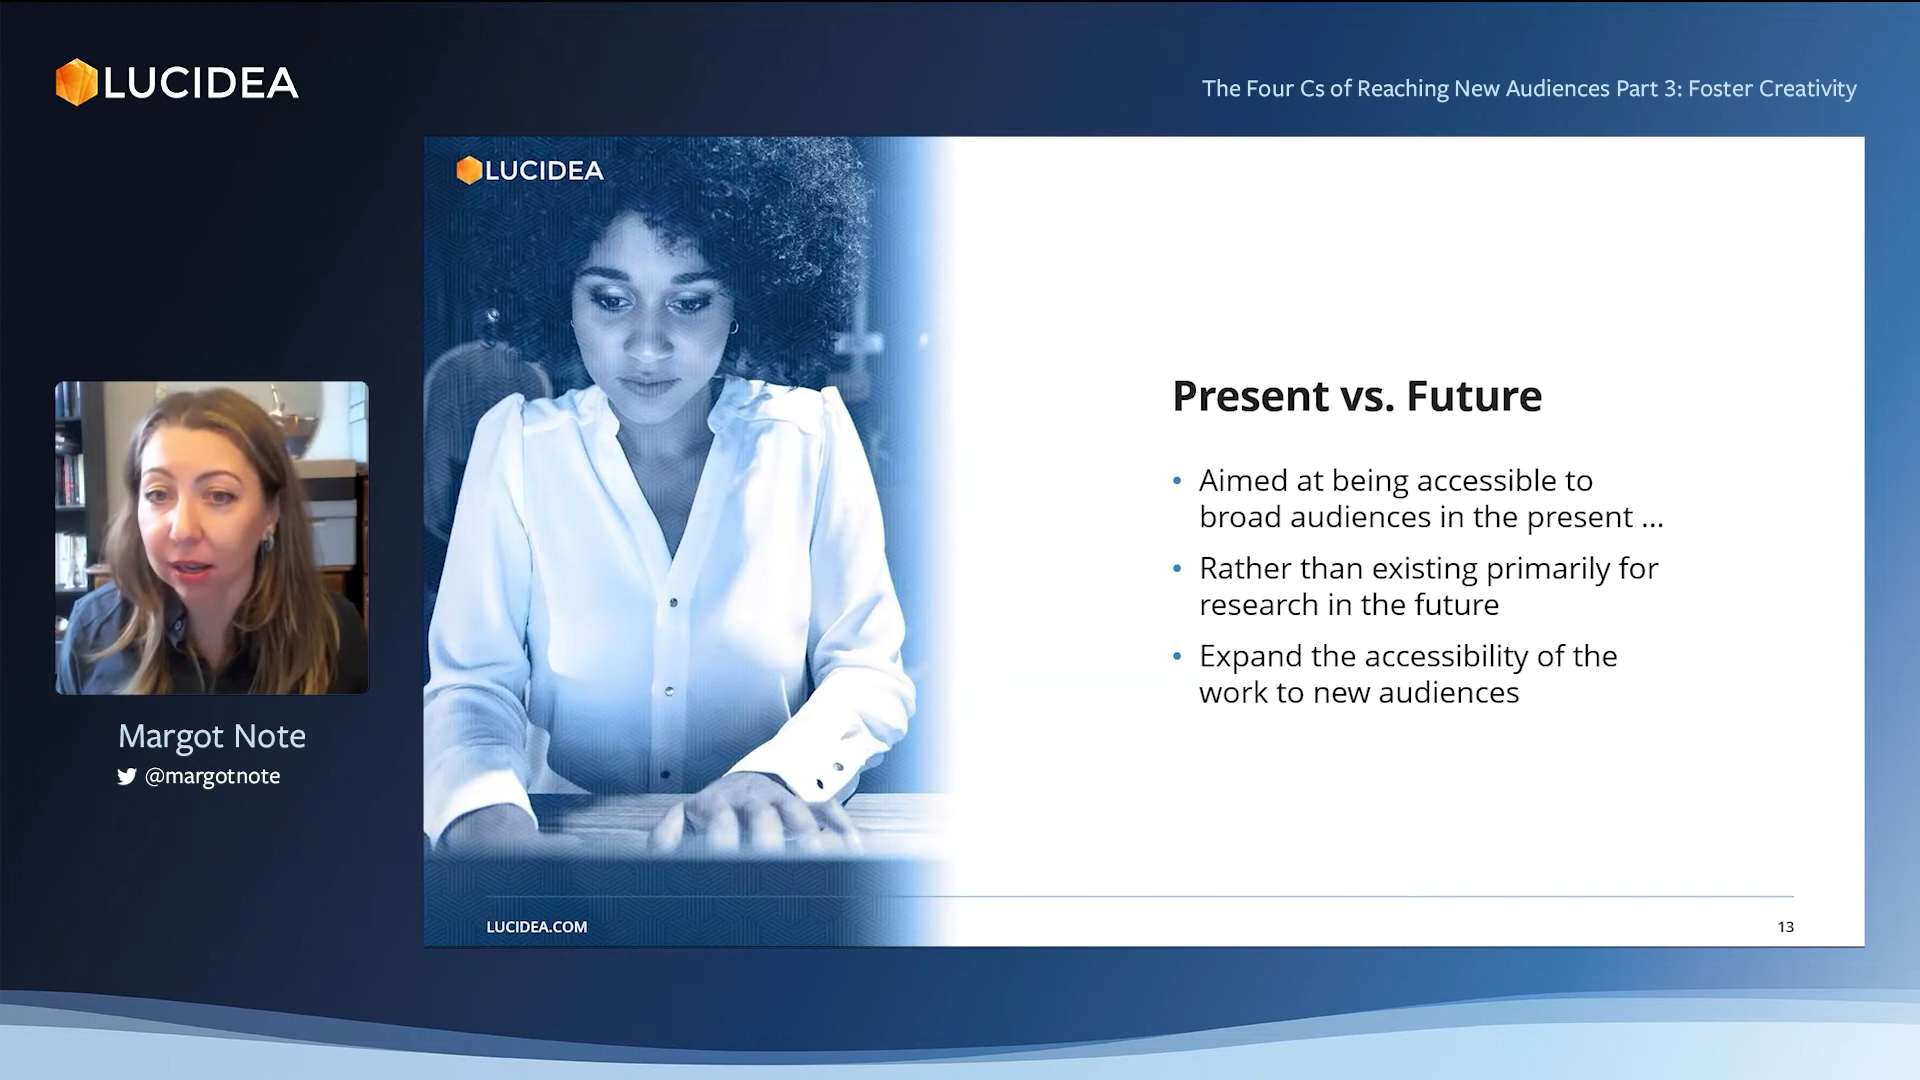 LUCIDEA
The Four Cs of Reaching New Audiences Part 3: Foster Creativity
LUCIDEA
Present vs. Future
• Aimed at being accessible to
broad audiences in the present ...
• Rather than existing primarily for
research in the future
• Expand the accessibility of the
work to new audiences
Margot Note
@margotnote
LUCIDEA.COM
13